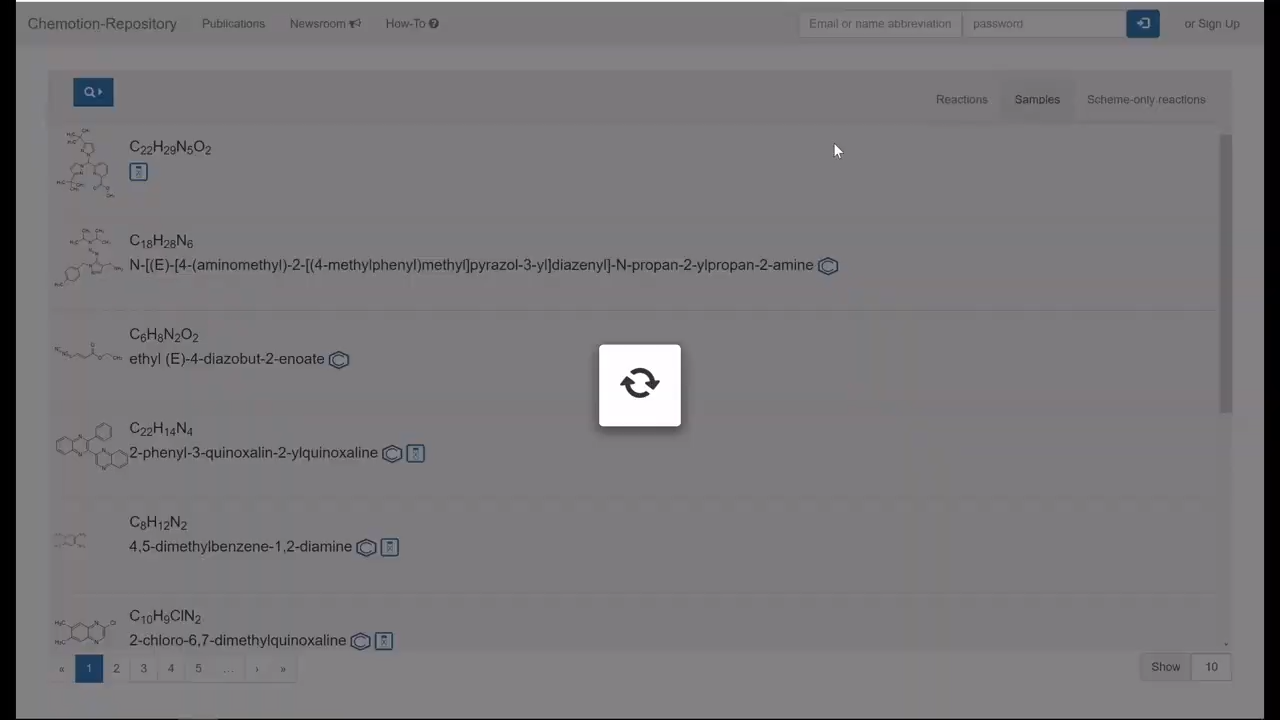 Chemotion-Repository Publications Newsroom How-To Email or name abbreviation password or Sign Up
Reactions Samples Scheme-only reactions
C22H29N5O2
C18H28N6
N-[(E)-[4-(aminomethyl)-2-[(4-methylphenyl)methyl]pyrazol-3-yl]diazenyl]-N-propan-2-ylpropan-2-amine
C6H8N2O2
ethyl (E)-4-diazobut-2-enoate
C22H14N4
2-phenyl-3-quinoxalin-2-ylquinoxaline
C8H12N2
4,5-dimethylbenzene-1,2-diamine
C10H9ClN2
2-chloro-6,7-dimethylquinoxaline
« 1 2 3 4 5 ... › » Show 10